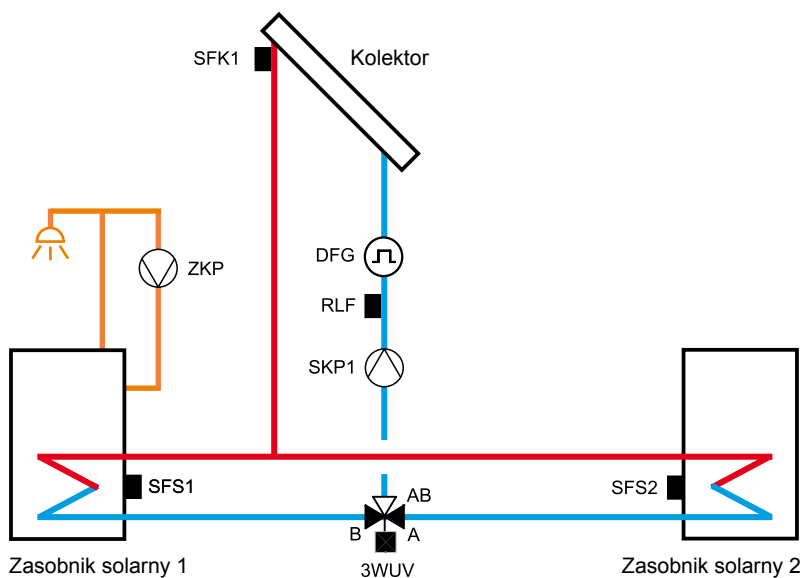 SFK1
Kolektor
DFG
ZKP
RLF
SKP1
SFS1
SFS2
AB
B
A
3WUV
Zasobnik solarny 1
Zasobnik solarny 2